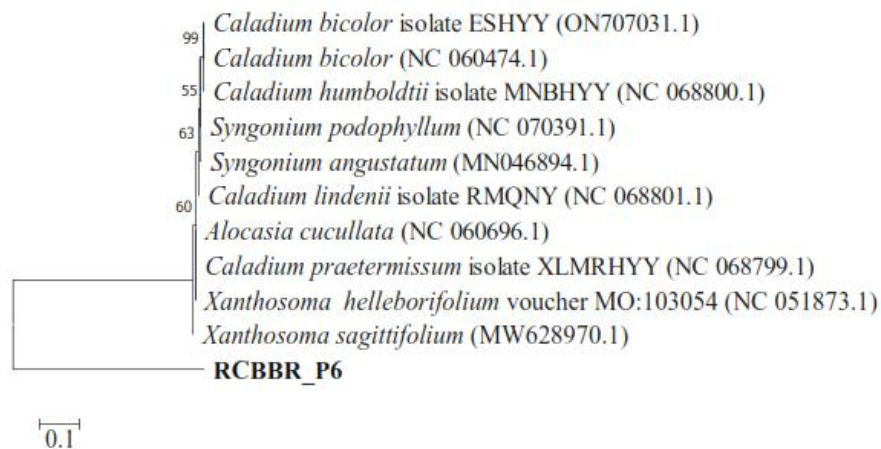 99
Caladium bicolor isolate ESHYY (ON707031.1)
Caladium bicolor (NC 060474.1)
55
Caladium humboldtii isolate MNBHYY (NC 068800.1)
63
Syngonium podophyllum (NC 070391.1)
Syngonium angustatum (MN046894.1)
Caladium lindenii isolate RMQNY (NC 068801.1)
60
Alocasia cucullata (NC 060696.1)
Caladium praetermissum isolate XLMRHYY (NC 068799.1)
Xanthosoma helleborifolium voucher MO:103054 (NC 051873.1)
Xanthosoma sagittifolium (MW628970.1)
RCBBR_P6
0.1